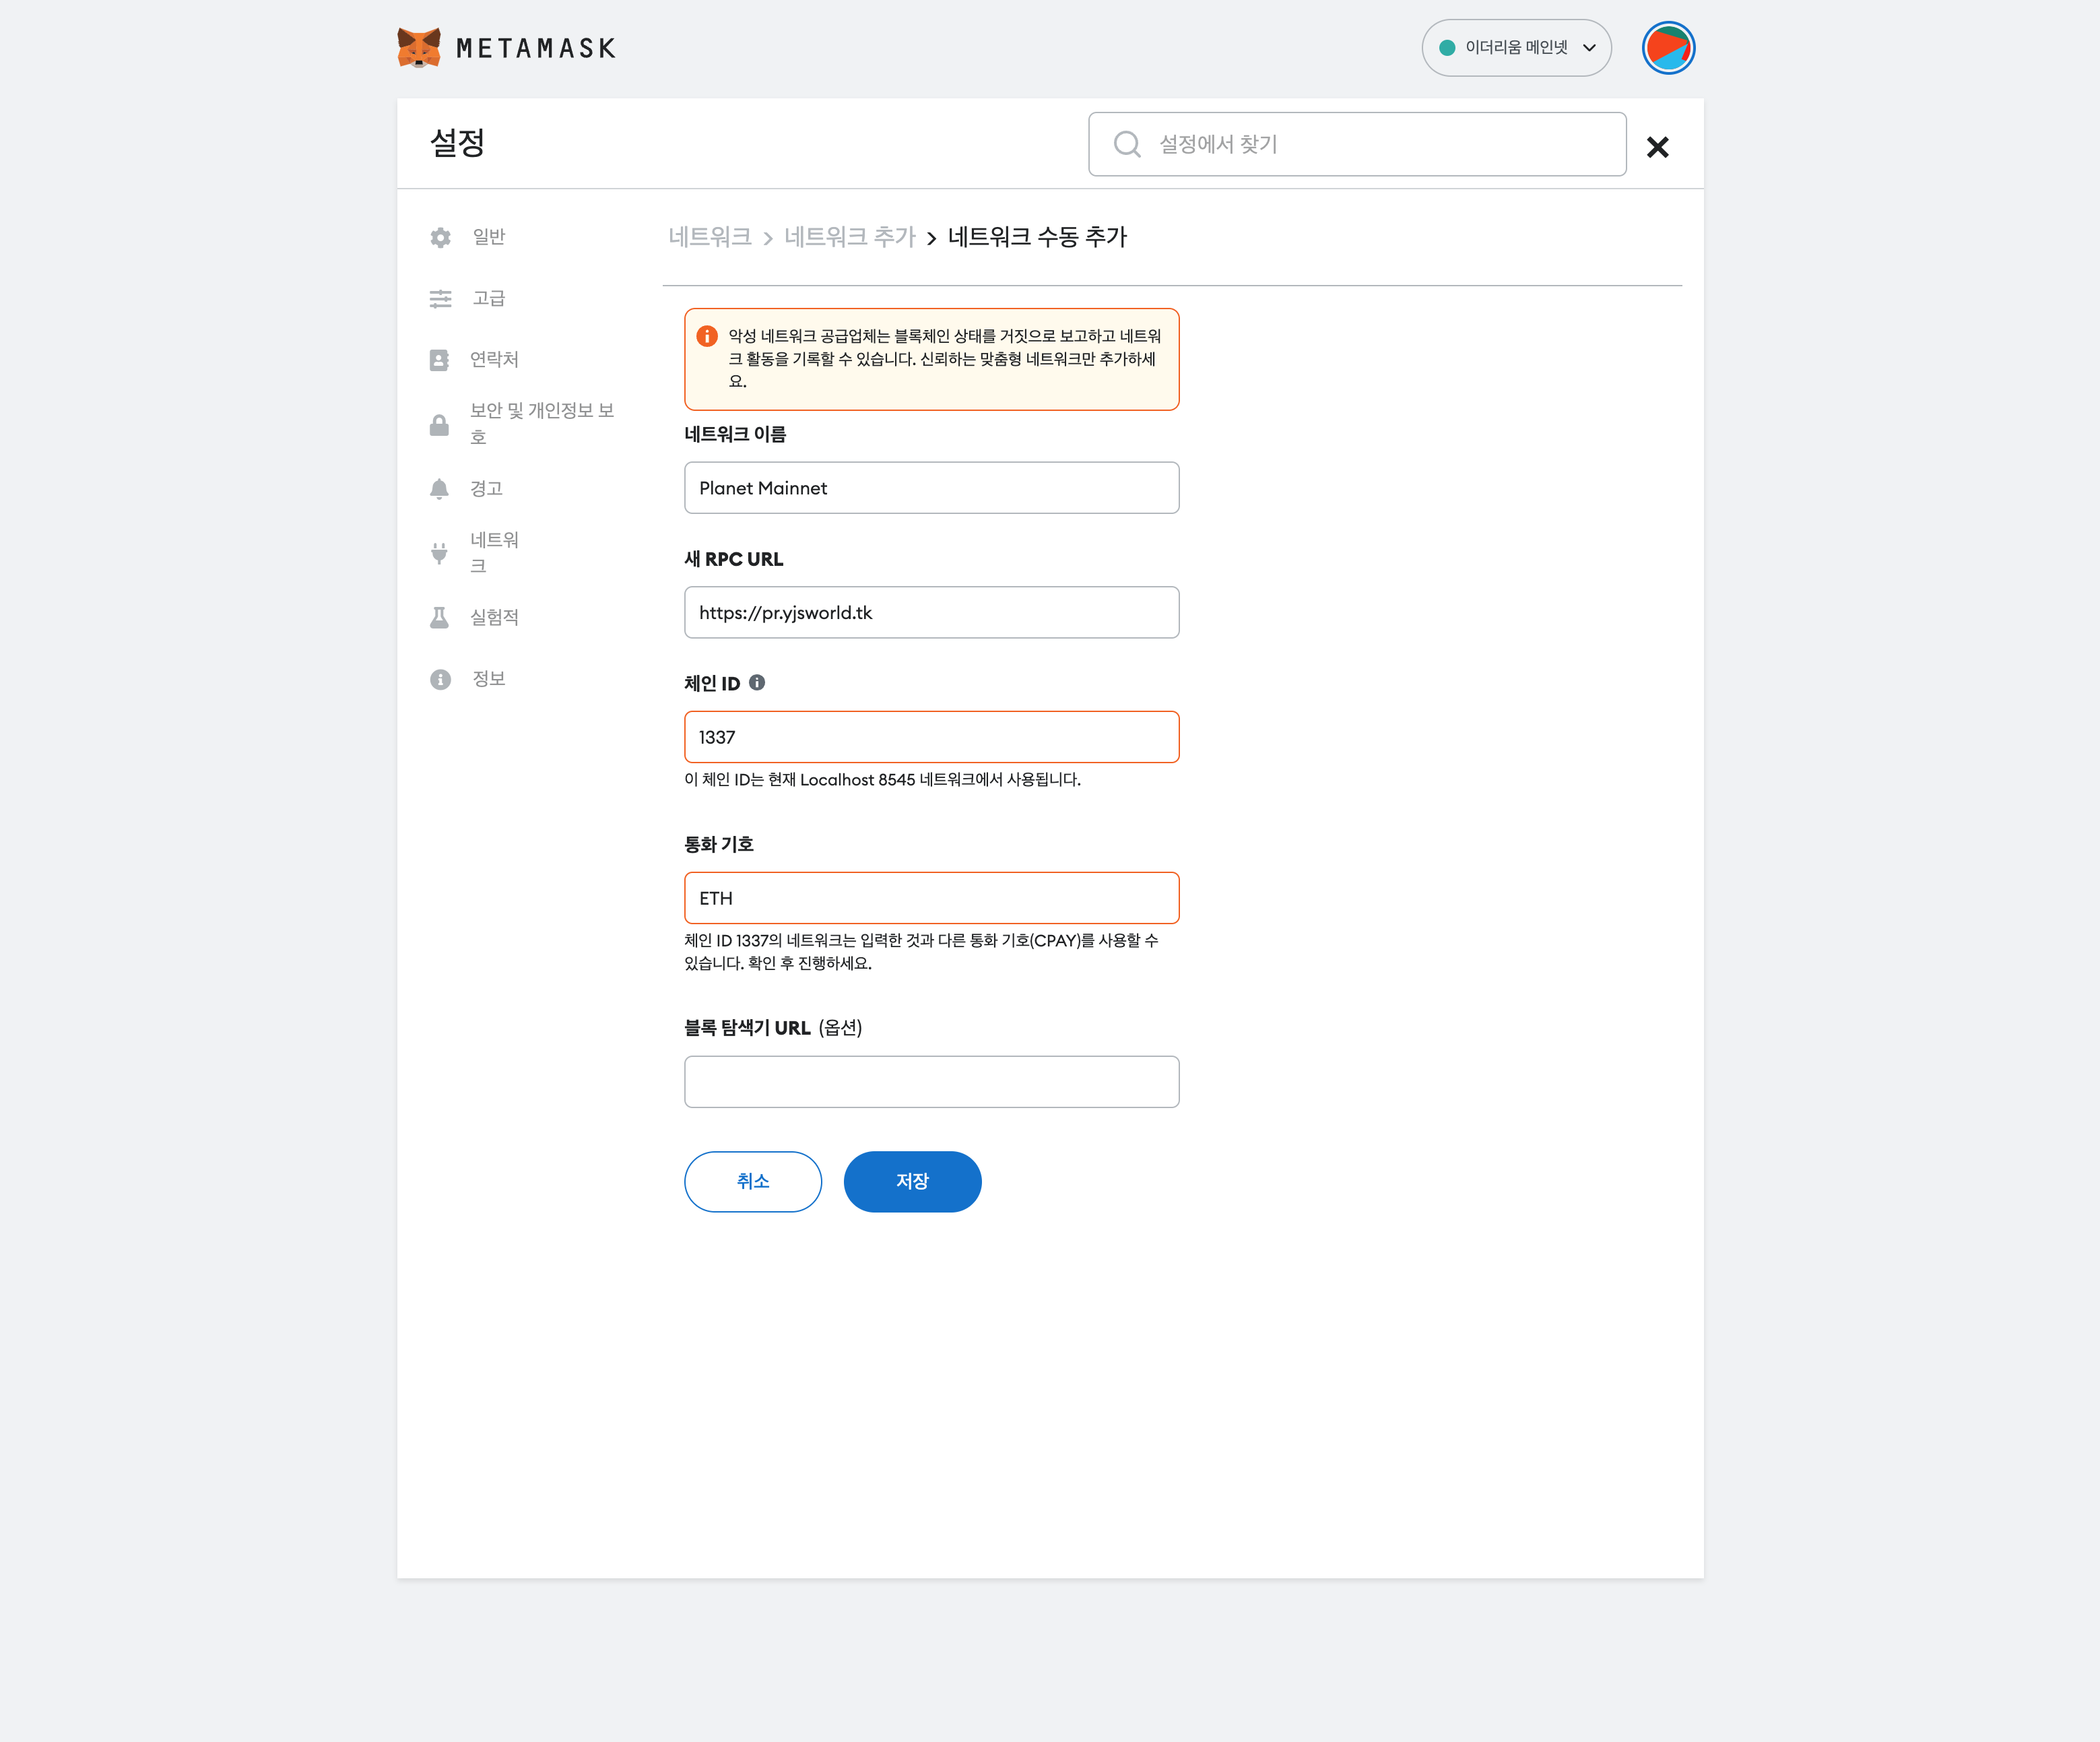 METAMASK
이더리움 메인넷
설정
설정에서 찾기
일반
고급
연락처
보안 및 개인정보 보
호
경고
네트워
크
실험적
정보
네트워크 > 네트워크 추가 > 네트워크 수동 추가
악성 네트워크 공급업체는 블록체인 상태를 거짓으로 보고하고 네트워
크 활동을 기록할 수 있습니다. 신뢰하는 맞춤형 네트워크만 추가하세
요.
네트워크 이름
Planet Mainnet
새 RPC URL
https://pr.yjsworld.tk
체인 ID
1337
이 체인 ID는 현재 Localhost 8545 네트워크에서 사용됩니다.
통화 기호
ETH
체인 ID 1337의 네트워크는 입력한 것과 다른 통화 기호(CPAY)를 사용할 수
있습니다. 확인 후 진행하세요.
블록 탐색기 URL (옵션)
취소
저장